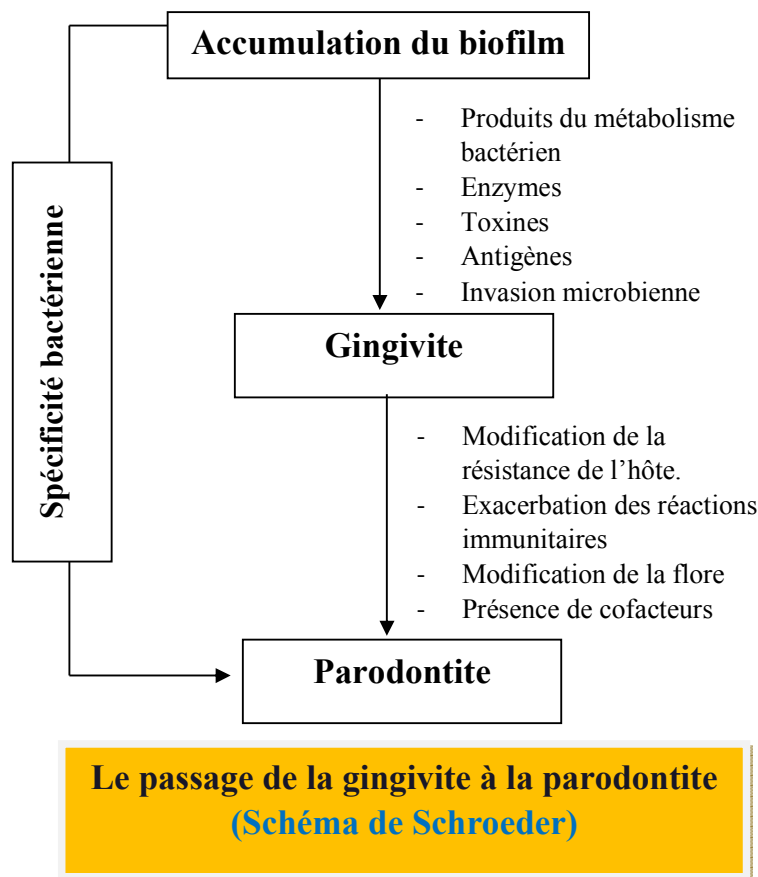 Accumulation du biofilm
- Produits du métabolisme
bactérien
- Enzymes
- Toxines
- Antigènes
- Invasion microbienne
Spécificité bactérienne
Gingivite
- Modification de la
résistance de l’hôte.
- Exacerbation des réactions
immunitaires
- Modification de la flore
- Présence de cofacteurs
Parodontite
Le passage de la gingivite à la parodontite
(Schéma de Schroeder)